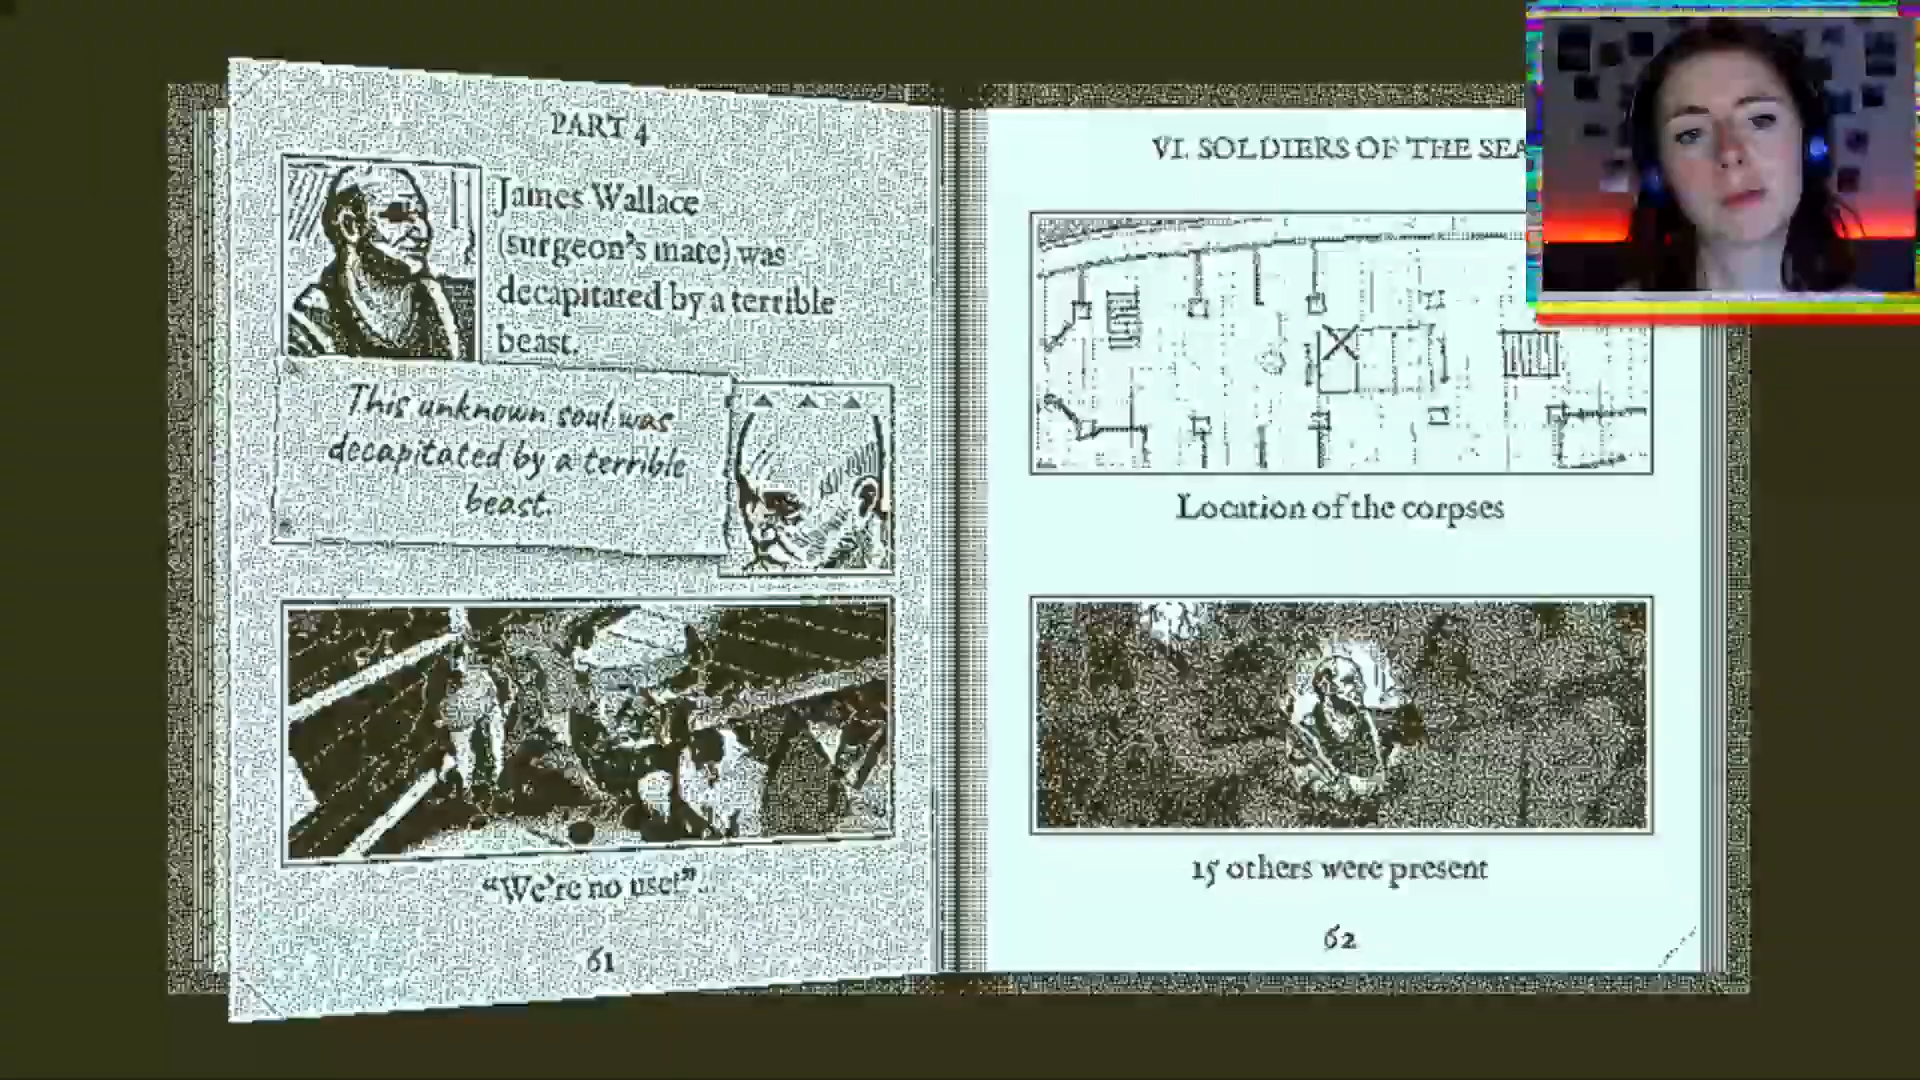 PART 4
James Wallace
(surgeon's mate) was
decapitated by a terrible
beast.
This unknown soul was
decapitated by a terrible
beast.
"We're no use!"
61
VI. SOLDIERS OF THE SEA
Location of the corpses
15 others were present
62